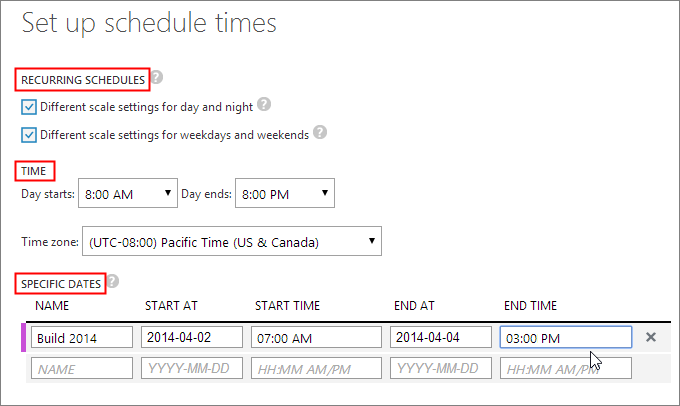 Set up schedule times
RECURRING SCHEDULES ?
Different scale settings for day and night ?
Different scale settings for weekdays and weekends ?
TIME
Day starts: 8:00 AM Day ends: 8:00 PM
Time zone: (UTC-08:00) Pacific Time (US & Canada)
SPECIFIC DATES ?
NAME START AT START TIME END AT END TIME
Build 2014 2014-04-02 07:00 AM 2014-04-04 03:00 PM
NAME YYYY-MM-DD HH:MM AM/PM YYYY-MM-DD HH:MM AM/PM